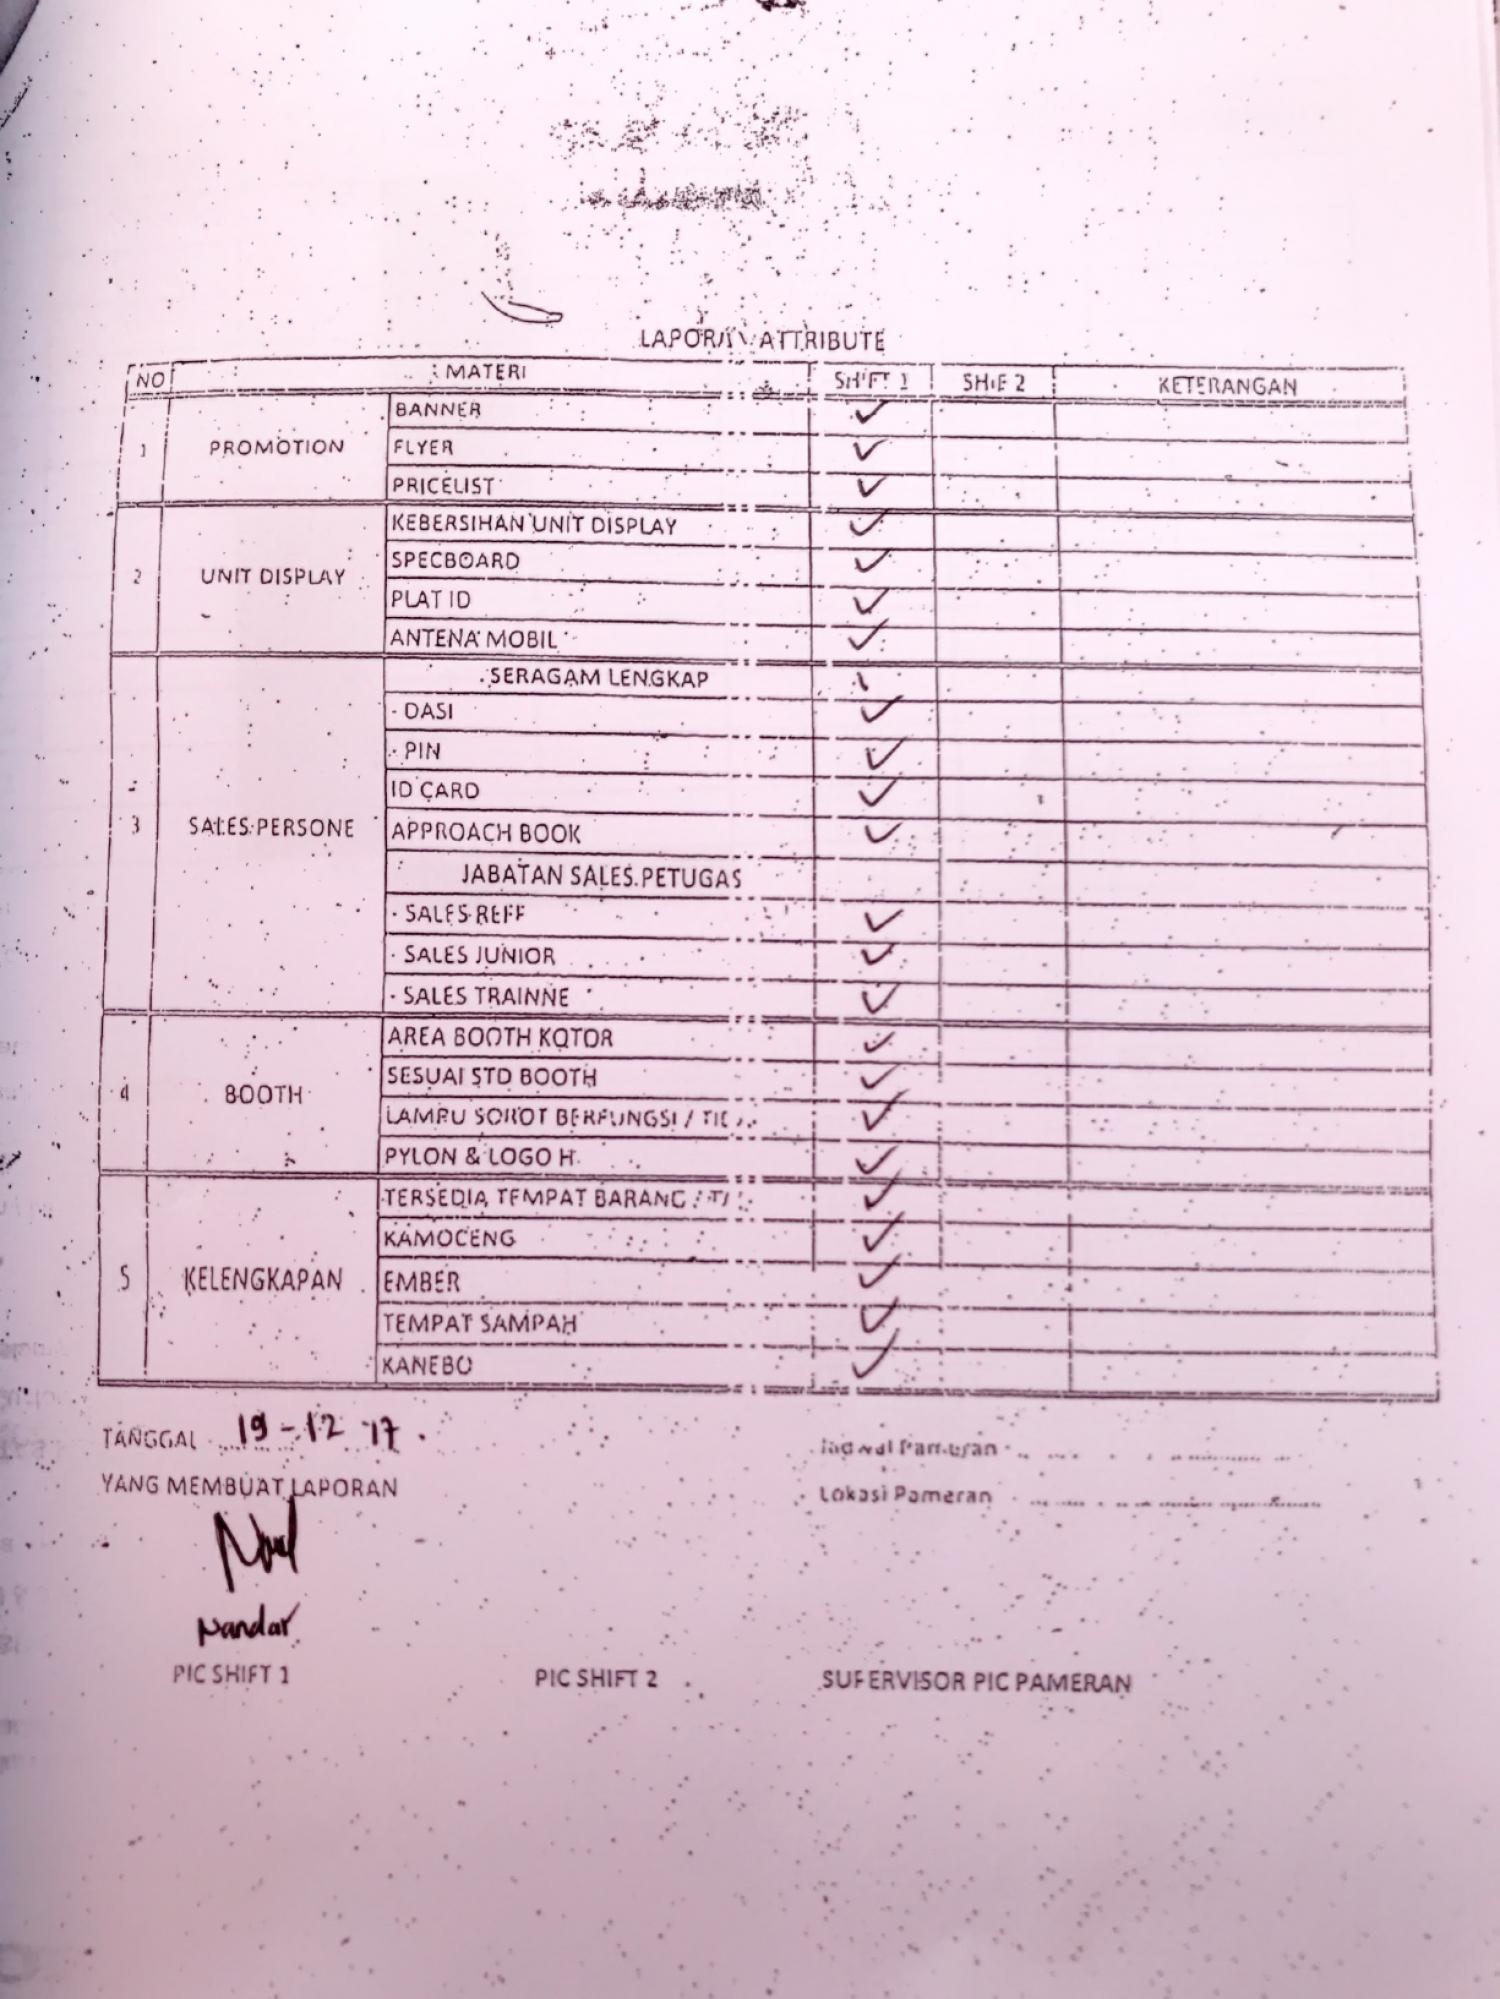 LAPORAN ATTRIBUTE
NO MATERI SHIFT 1 SHIF 2 KETERANGAN
1 PROMOTION BANNER ✓
FLYER ✓
PRICELIST ✓
2 UNIT DISPLAY KEBERSIHAN UNIT DISPLAY ✓
SPECBOARD ✓
PLAT ID ✓
ANTENA MOBIL ✓
3 SALES PERSONE SERAGAM LENGKAP
- DASI ✓
- PIN ✓
ID CARD ✓
APPROACH BOOK ✓
JABATAN SALES PETUGAS
- SALES REFF ✓
- SALES JUNIOR ✓
- SALES TRAINNE ✓
4 BOOTH AREA BOOTH KOTOR ✓
SESUAI STD BOOTH ✓
LAMPU SOROT BERFUNGSI / ✓
PYLON & LOGO H ✓
5 KELENGKAPAN TERSEDIA TEMPAT BARANG / ✓
KAMOCENG ✓
EMBER ✓
TEMPAT SAMPAH ✓
KANEBO ✓
TANGGAL 19-12-17.
Jadwal Pameran
YANG MEMBUAT LAPORAN
Lokasi Pameran
Nandar
PIC SHIFT 1 PIC SHIFT 2 SUPERVISOR PIC PAMERAN